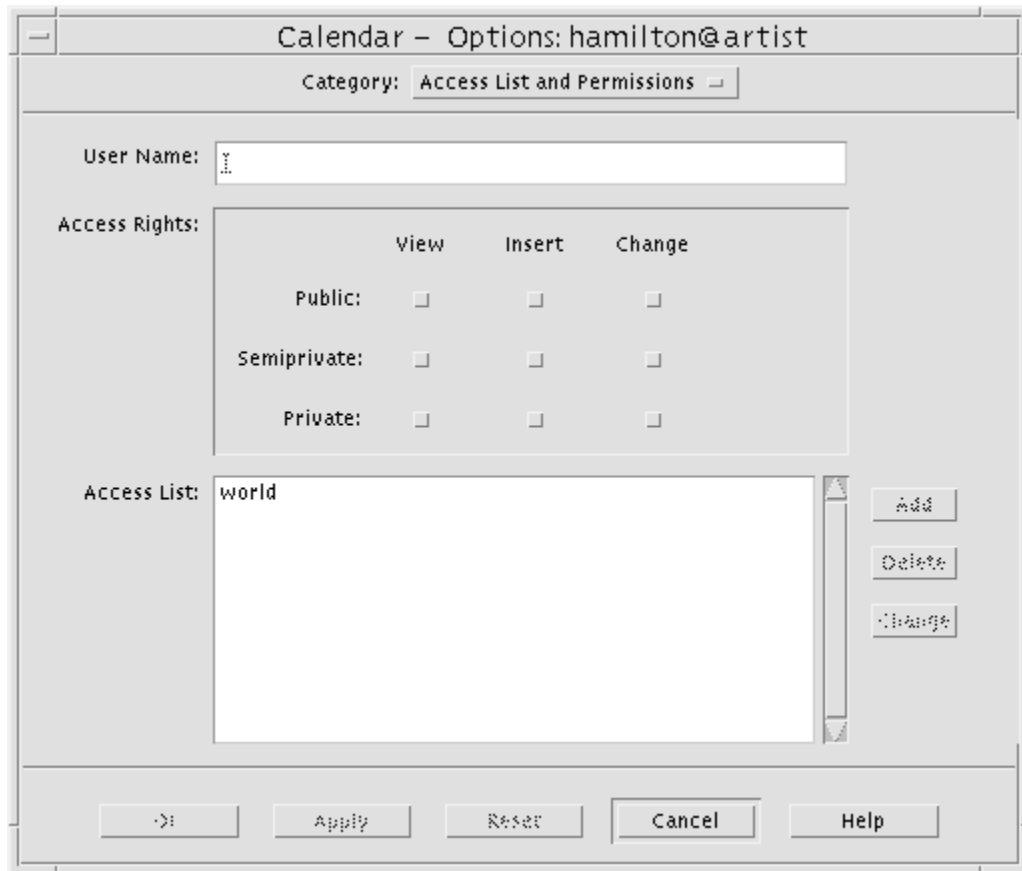 Calendar – Options: hamilton@artist
Category: Access List and Permissions
User Name:
Access Rights:
View Insert Change
Public:
Semiprivate:
Private:
Access List: world
Add
Delete
Change
Apply Reset Cancel Help